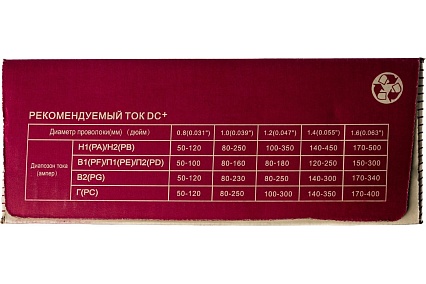 РЕКОМЕНДУЕМЫЙ ТОК DC+
Диаметр проволоки(мм) (дюйм) 0.8(0.031") 1.0(0.039") 1.2(0.047") 1.4(0.055") 1.6(0.063")
Диапазон тока (ампер)
Н1(PA)/Н2(PB) 50-120 80-250 100-350 140-450 170-500
В1(PF)/П1(PE)/П2(PD) 50-100 80-160 80-180 120-250 150-300
В2(PG) 50-120 80-230 80-250 140-300 170-340
Г(PC) 50-120 80-250 100-300 140-350 170-400